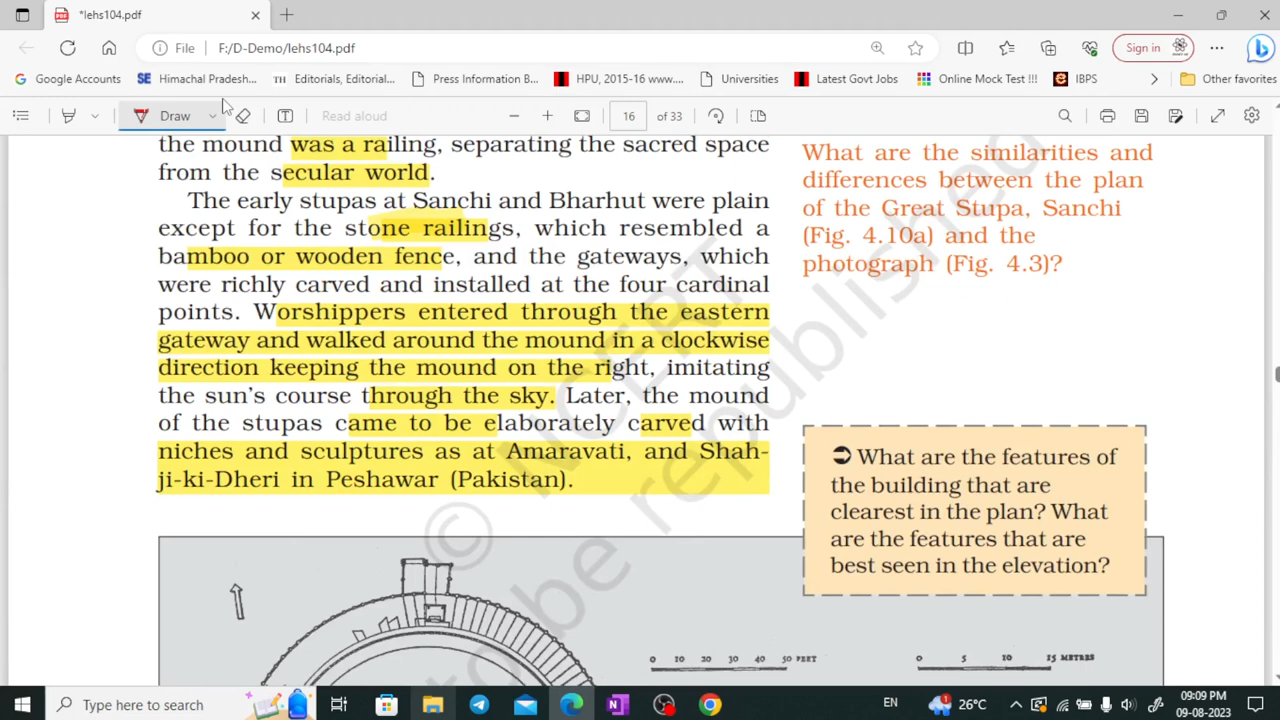 *lehs104.pdf
File F:/D-Demo/lehs104.pdf
Sign in
Google Accounts
SE Himachal Pradesh...
TH Editorials, Editorial...
Press Information B...
HPU, 2015-16 www....
Universities
Latest Govt Jobs
Online Mock Test !!!
IBPS
Other favorites
Draw
Read aloud
16 of 33
the mound was a railing, separating the sacred space
from the secular world.
The early stupas at Sanchi and Bharhut were plain
except for the stone railings, which resembled a
bamboo or wooden fence, and the gateways, which
were richly carved and installed at the four cardinal
points. Worshippers entered through the eastern
gateway and walked around the mound in a clockwise
direction keeping the mound on the right, imitating
the sun's course through the sky. Later, the mound
of the stupas came to be elaborately carved with
niches and sculptures as at Amaravati, and Shah-
ji-ki-Dheri in Peshawar (Pakistan).
What are the similarities and
differences between the plan
of the Great Stupa, Sanchi
(Fig. 4.10a) and the
photograph (Fig. 4.3)?
➲ What are the features of
the building that are
clearest in the plan? What
are the features that are
best seen in the elevation?
© NCERT
to be republished
0 10 20 30 40 50 FEET
0 5 10 15 METRES
Type here to search
EN
26°C
09:09 PM
09-08-2023